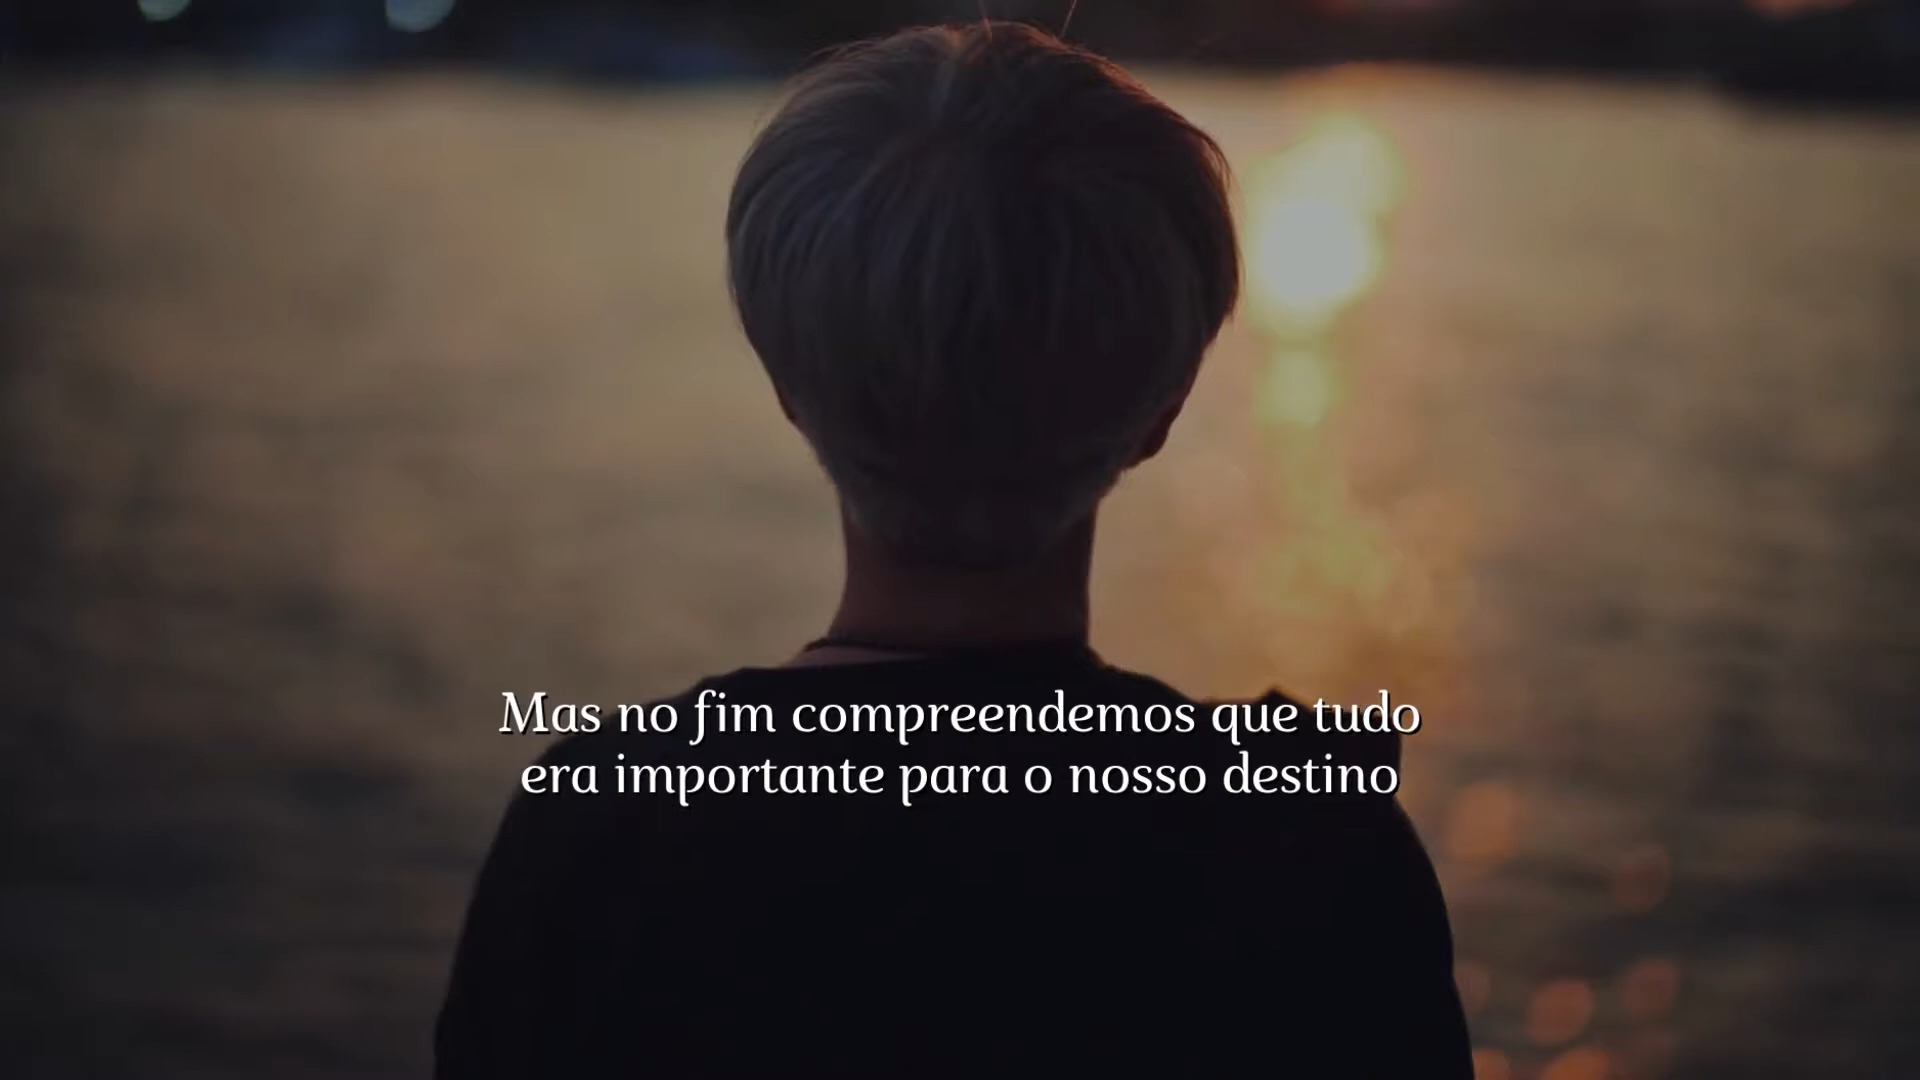 Mas no fim compreendemos que tudo
era importante para o nosso destino